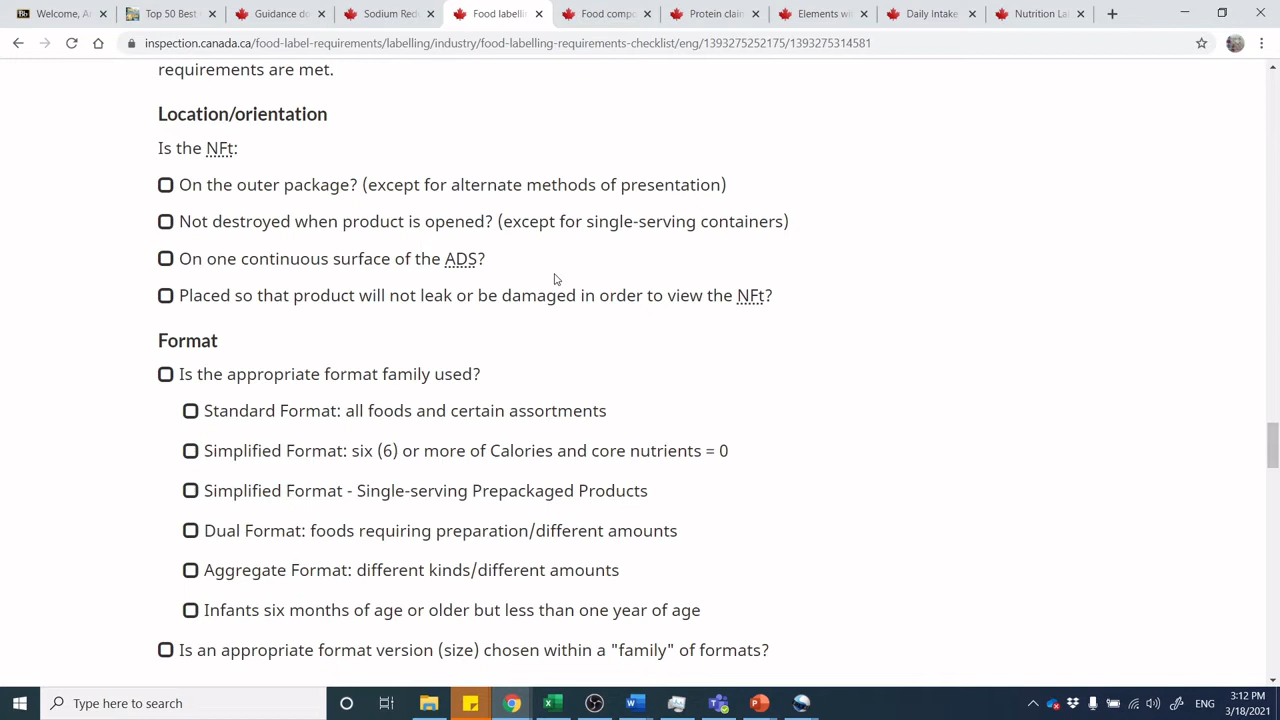 Welcome, A
Top 50 Best
Guidance do
Sodium Red
Food labelli
Food compo
Protein clain
Elements wi
Daily Intake
Nutrition La
inspection.canada.ca/food-label-requirements/labelling/industry/food-labelling-requirements-checklist/eng/1393275252175/1393275314581
requirements are met.
Location/orientation
Is the NFt:
On the outer package? (except for alternate methods of presentation)
Not destroyed when product is opened? (except for single-serving containers)
On one continuous surface of the ADS?
Placed so that product will not leak or be damaged in order to view the NFt?
Format
Is the appropriate format family used?
Standard Format: all foods and certain assortments
Simplified Format: six (6) or more of Calories and core nutrients = 0
Simplified Format - Single-serving Prepackaged Products
Dual Format: foods requiring preparation/different amounts
Aggregate Format: different kinds/different amounts
Infants six months of age or older but less than one year of age
Is an appropriate format version (size) chosen within a "family" of formats?
Type here to search
ENG
3:12 PM
3/18/2021